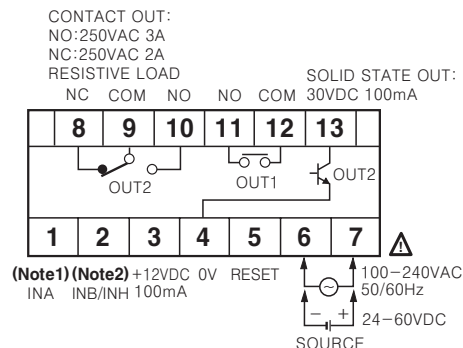 CONTACT OUT:
NO:250VAC 3A
NC:250VAC 2A
RESISTIVE LOAD
SOLID STATE OUT:
30VDC 100mA
NC COM NO NO COM
8 9 10 11 12 13
OUT2 OUT1 OUT2
1 2 3 4 5 6 7
(Note1) (Note2) +12VDC 0V RESET
INA INB/INH 100mA
100-240VAC
50/60Hz
24-60VDC
SOURCE